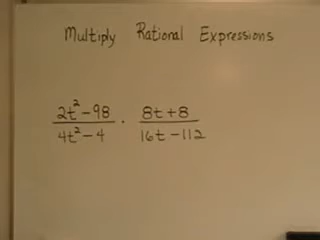 Multiply Rational Expressions
2t² - 98 8t + 8
———— · ————
4t² - 4 16t - 112